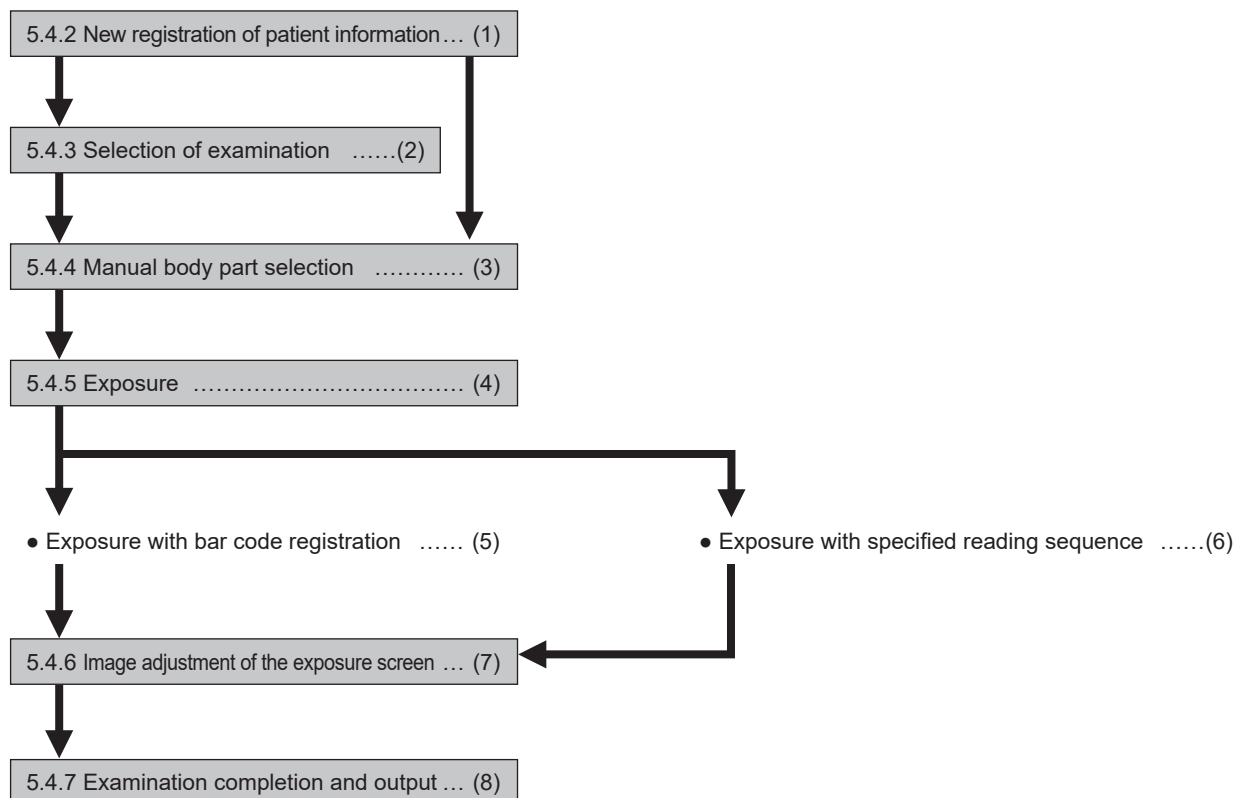 5.4.2 New registration of patient information… (1)
5.4.3 Selection of examination ……(2)
5.4.4 Manual body part selection ………… (3)
5.4.5 Exposure ……………………………… (4)
● Exposure with bar code registration …… (5)
● Exposure with specified reading sequence ……(6)
5.4.6 Image adjustment of the exposure screen … (7)
5.4.7 Examination completion and output … (8)